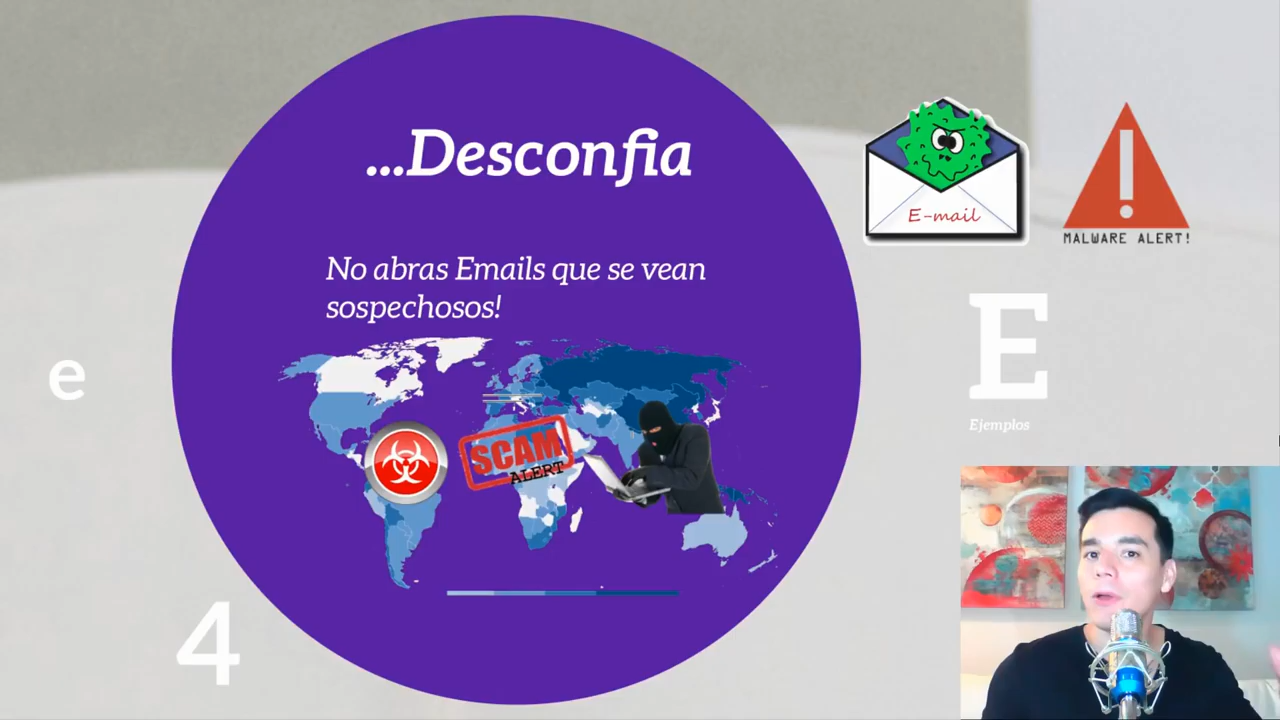 ...Desconfia
No abras Emails que se vean
sospechosos!
SCAM
ALERT
E-mail
MALWARE ALERT!
E
Ejemplos
e
4